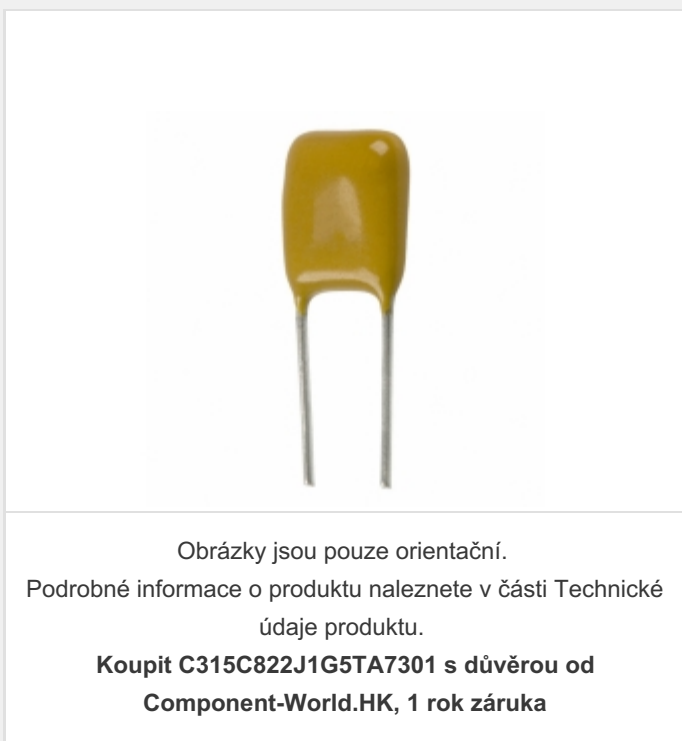 Obrázky jsou pouze orientační.
Podrobné informace o produktu naleznete v části Technické
údaje produktu.
Koupit C315C822J1G5TA7301 s důvěrou od
Component-World.HK, 1 rok záruka